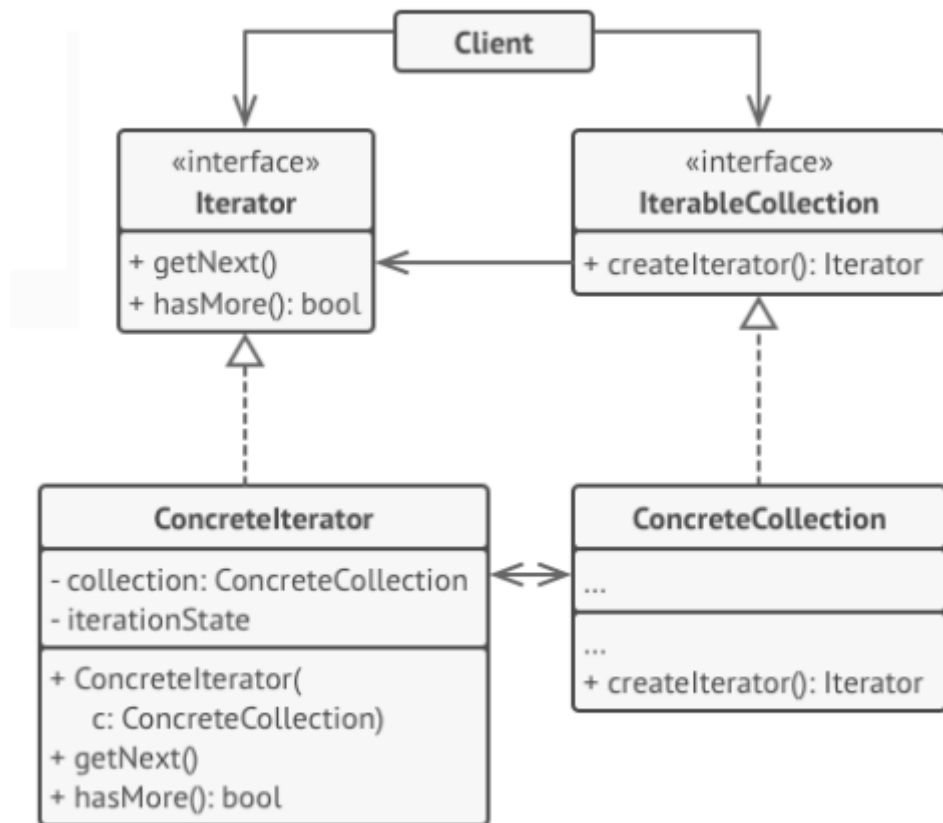 Client
«interface»
Iterator
+ getNext()
+ hasMore(): bool
«interface»
IterableCollection
+ createIterator(): Iterator
ConcreteIterator
- collection: ConcreteCollection
- iterationState
+ ConcreteIterator(
c: ConcreteCollection)
+ getNext()
+ hasMore(): bool
ConcreteCollection
...
...
+ createIterator(): Iterator